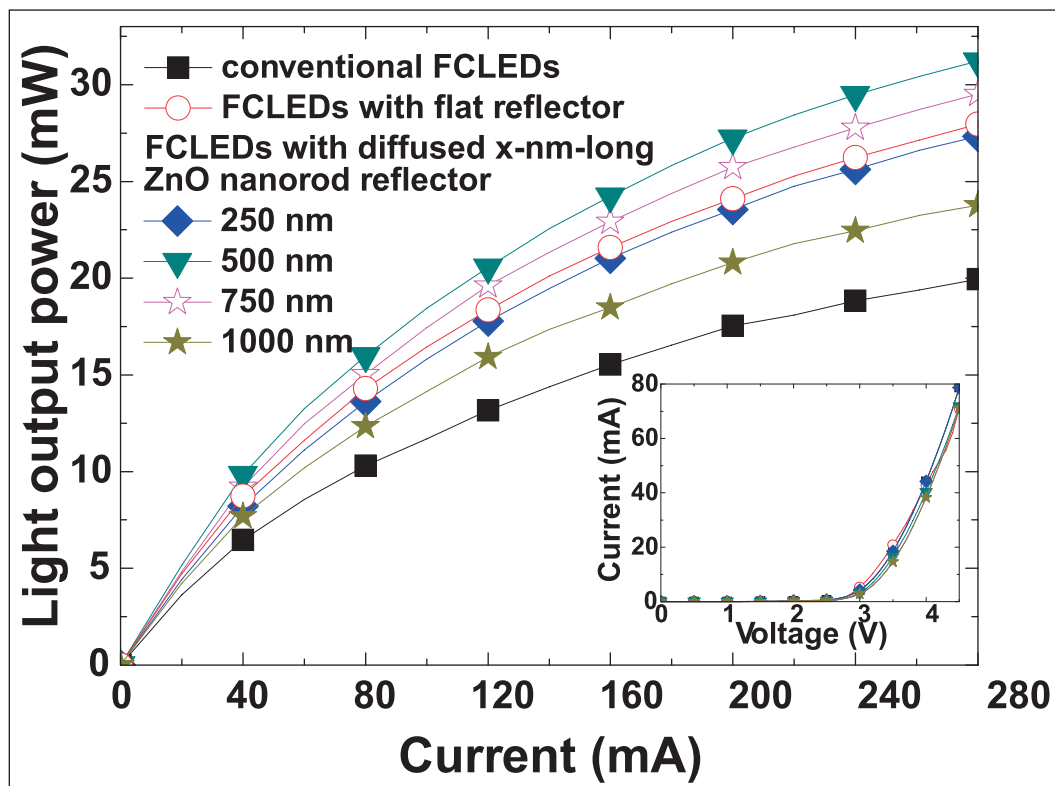 Light output power (mW)
30
25
20
15
10
5
0
conventional FCLEDs
FCLEDs with flat reflector
FCLEDs with diffused x-nm-long
ZnO nanorod reflector
250 nm
500 nm
750 nm
1000 nm
Current (mA)
80
60
40
20
0
0 1 2 3 4
Voltage (V)
0 40 80 120 160 200 240 280
Current (mA)